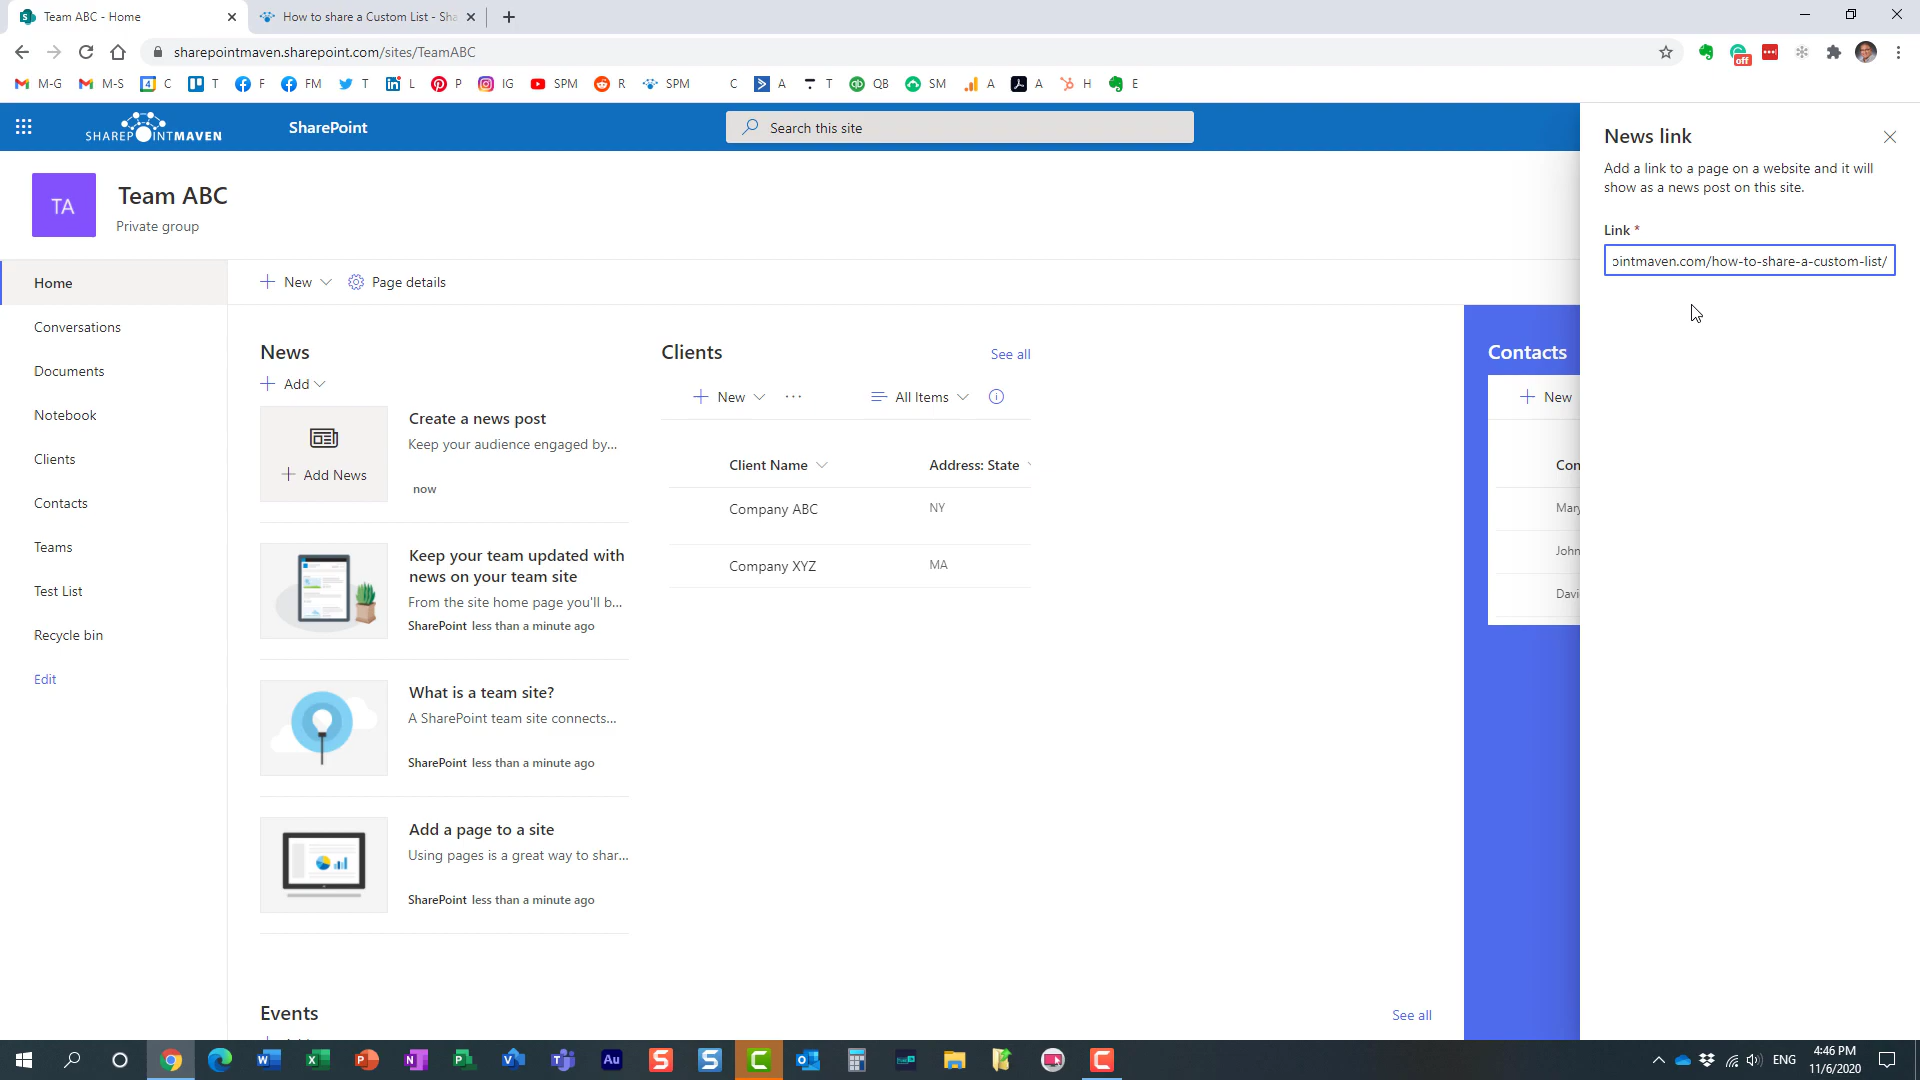 Team ABC - Home
How to share a Custom List - Sha
sharepointmaven.sharepoint.com/sites/TeamABC
M-G
M-S
4
C
T
F
FM
T
L
P
IG
SPM
R
SPM
C
A
T
QB
SM
A
A
H
E
off
SHAREPOINTMAVEN
SharePoint
Search this site
TA
Team ABC
Private group
Home
Conversations
Documents
Notebook
Clients
Contacts
Teams
Test List
Recycle bin
Edit
New
Page details
News
Add
Add News
Create a news post
Keep your audience engaged by...
now
Keep your team updated with
news on your team site
From the site home page you'll b...
SharePoint less than a minute ago
What is a team site?
A SharePoint team site connects...
SharePoint less than a minute ago
Add a page to a site
Using pages is a great way to shar...
SharePoint less than a minute ago
Clients
See all
New
All Items
Client Name
Address: State
Company ABC
NY
Company XYZ
MA
Contacts
New
Con
Mary
John
Davi
Events
See all
News link
Add a link to a page on a website and it will
show as a news post on this site.
Link *
ointmaven.com/how-to-share-a-custom-list/
ENG
4:46 PM
11/6/2020